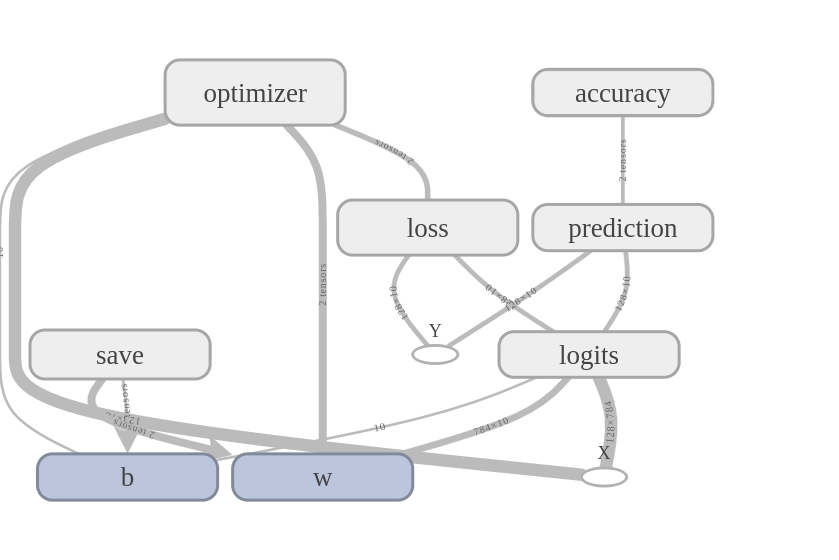 optimizer
accuracy
2 tensors
2 tensors
loss
prediction
10
2 tensors
128×10
128×10
128×10
128×10
Y
save
logits
tensors
2 tensors
10
784×10
128×784
X
b
w